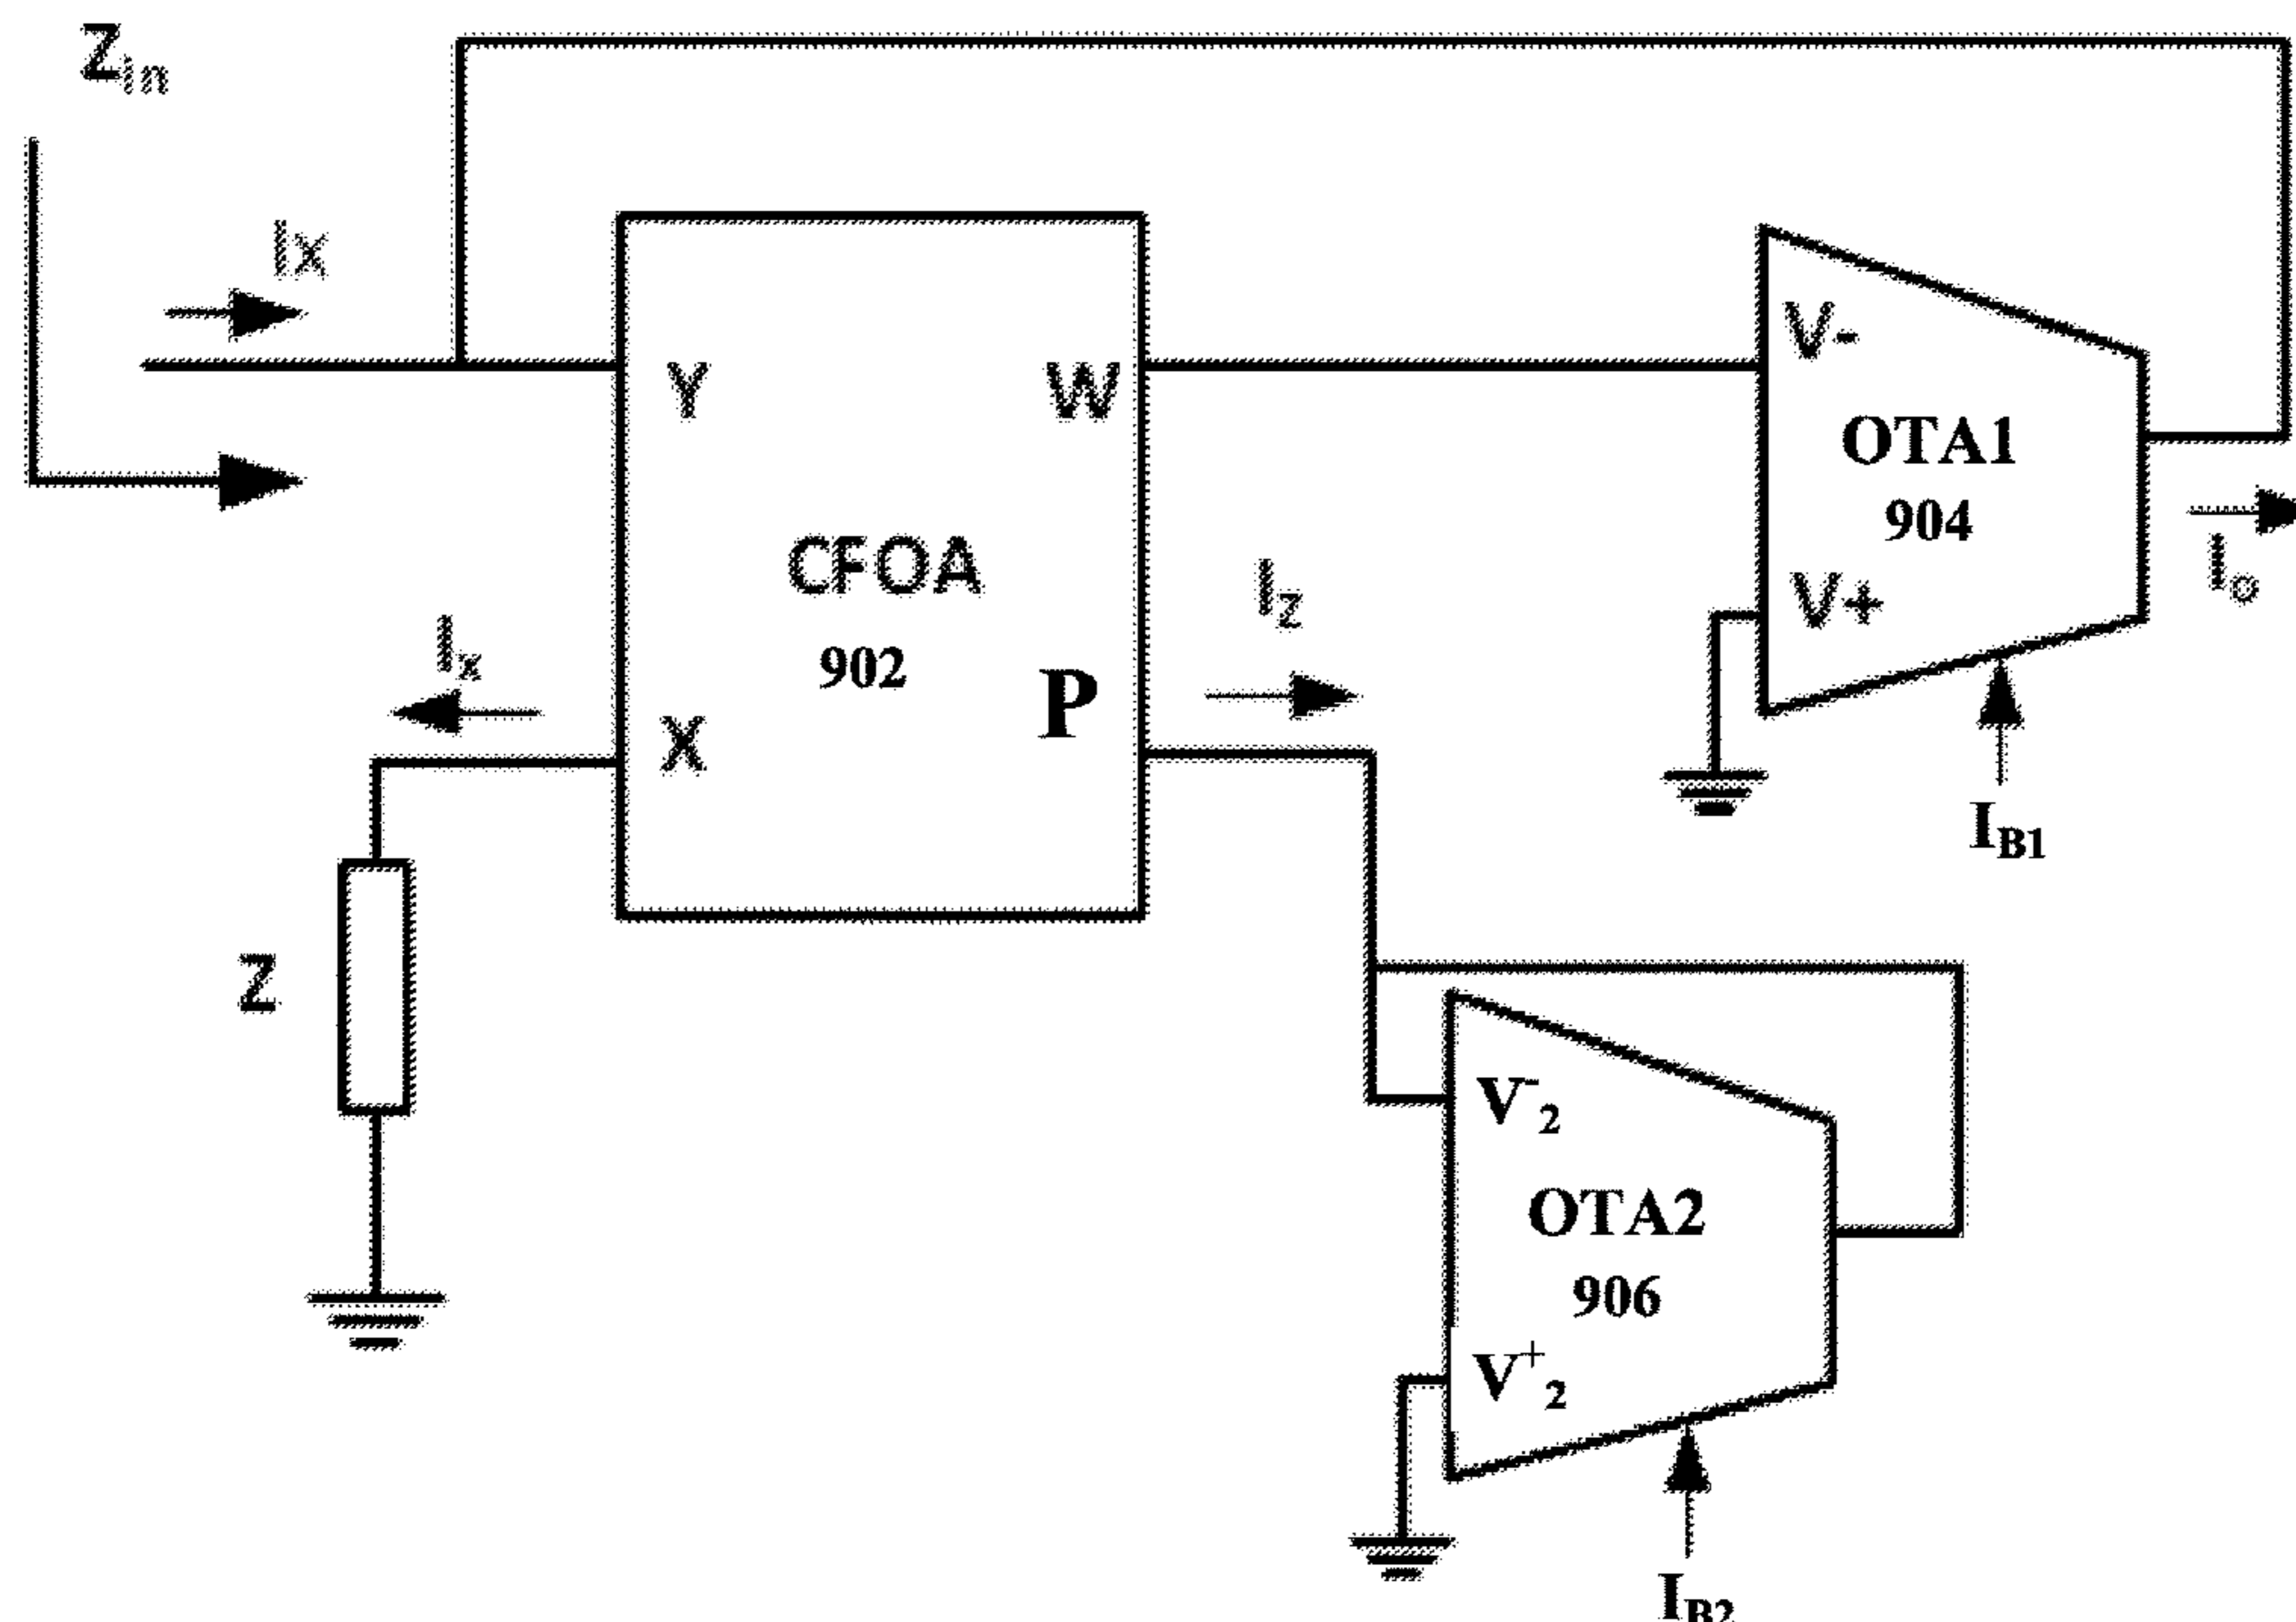 Zin
Ix
Y
W
V-
OTA1
904
V+
Io
IB1
CFOA
902
Ix
X
P
Iz
Z
V-2
OTA2
906
V+2
IB2